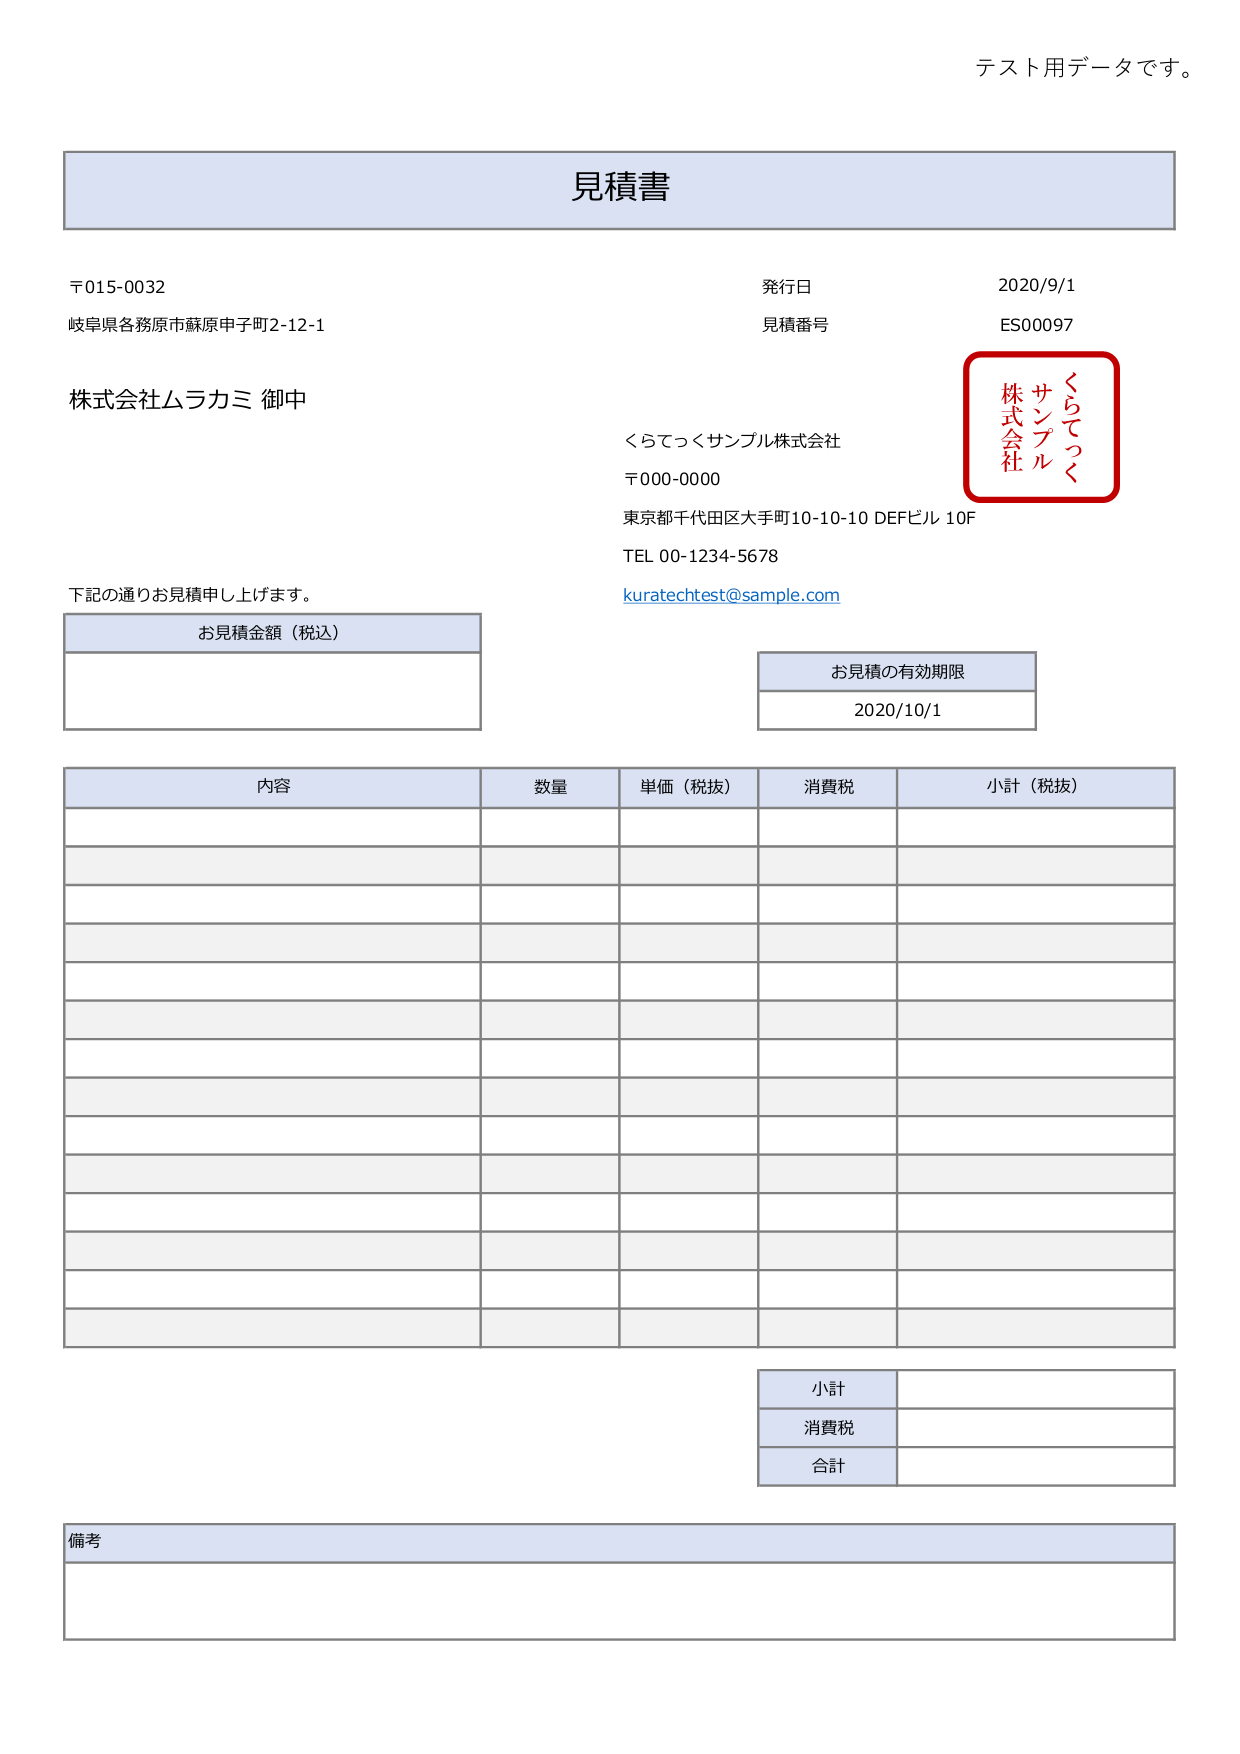 テスト用データです。
見積書
〒015-0032
発行日 2020/9/1
岐阜県各務原市蘇原申子町2-12-1
見積番号 ES00097
株式会社ムラカミ 御中
くらてっく
サンプル
株式会社
くらてっくサンプル株式会社
〒000-0000
東京都千代田区大手町10-10-10 DEFビル 10F
TEL 00-1234-5678
下記の通りお見積申し上げます。
kuratechtest@sample.com
お見積金額（税込）
お見積の有効期限
2020/10/1
内容 数量 単価（税抜） 消費税 小計（税抜）
小計
消費税
合計
備考